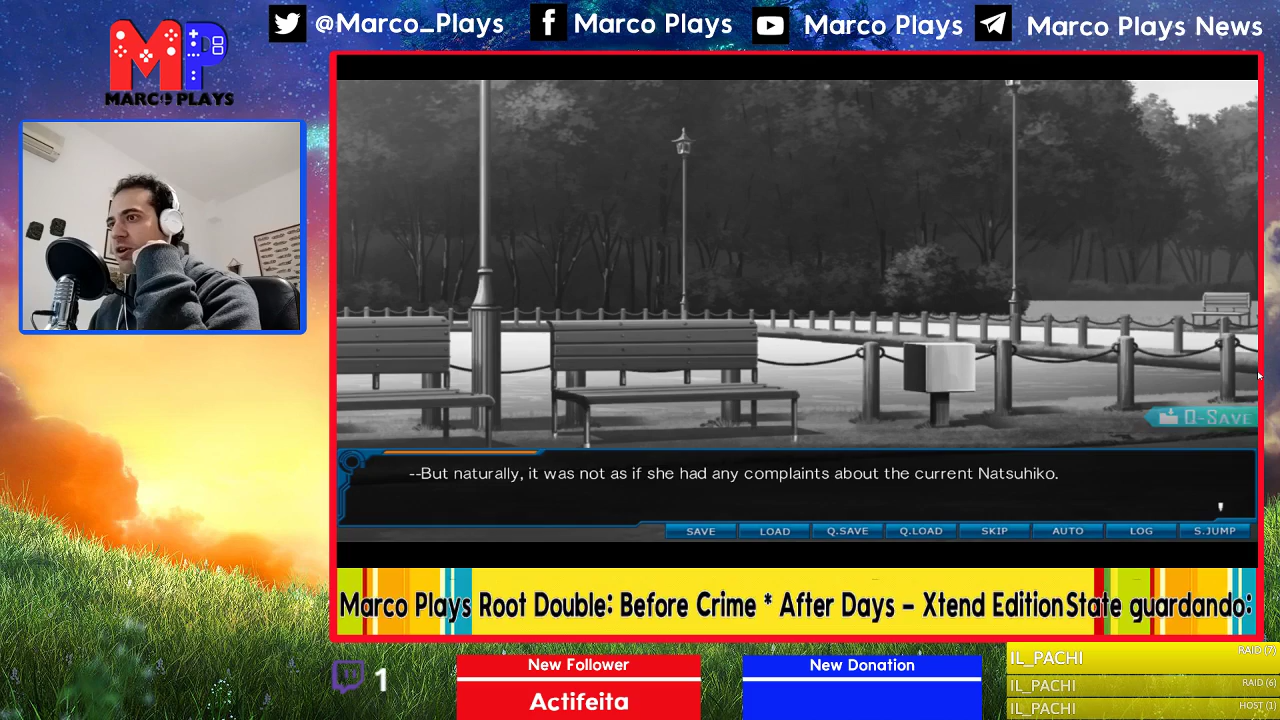 @Marco_Plays
Marco Plays
Marco Plays
Marco Plays News
MP
MARCO PLAYS
Q-SAVE
--But naturally, it was not as if she had any complaints about the current Natsuhiko.
SAVE LOAD Q.SAVE Q.LOAD SKIP AUTO LOG S.JUMP
Marco Plays Root Double: Before Crime * After Days - Xtend Edition State guardando:
1
New Follower
Actifeita
New Donation
IL_PACHI RAID (7)
IL_PACHI RAID (6)
IL_PACHI HOST (1)